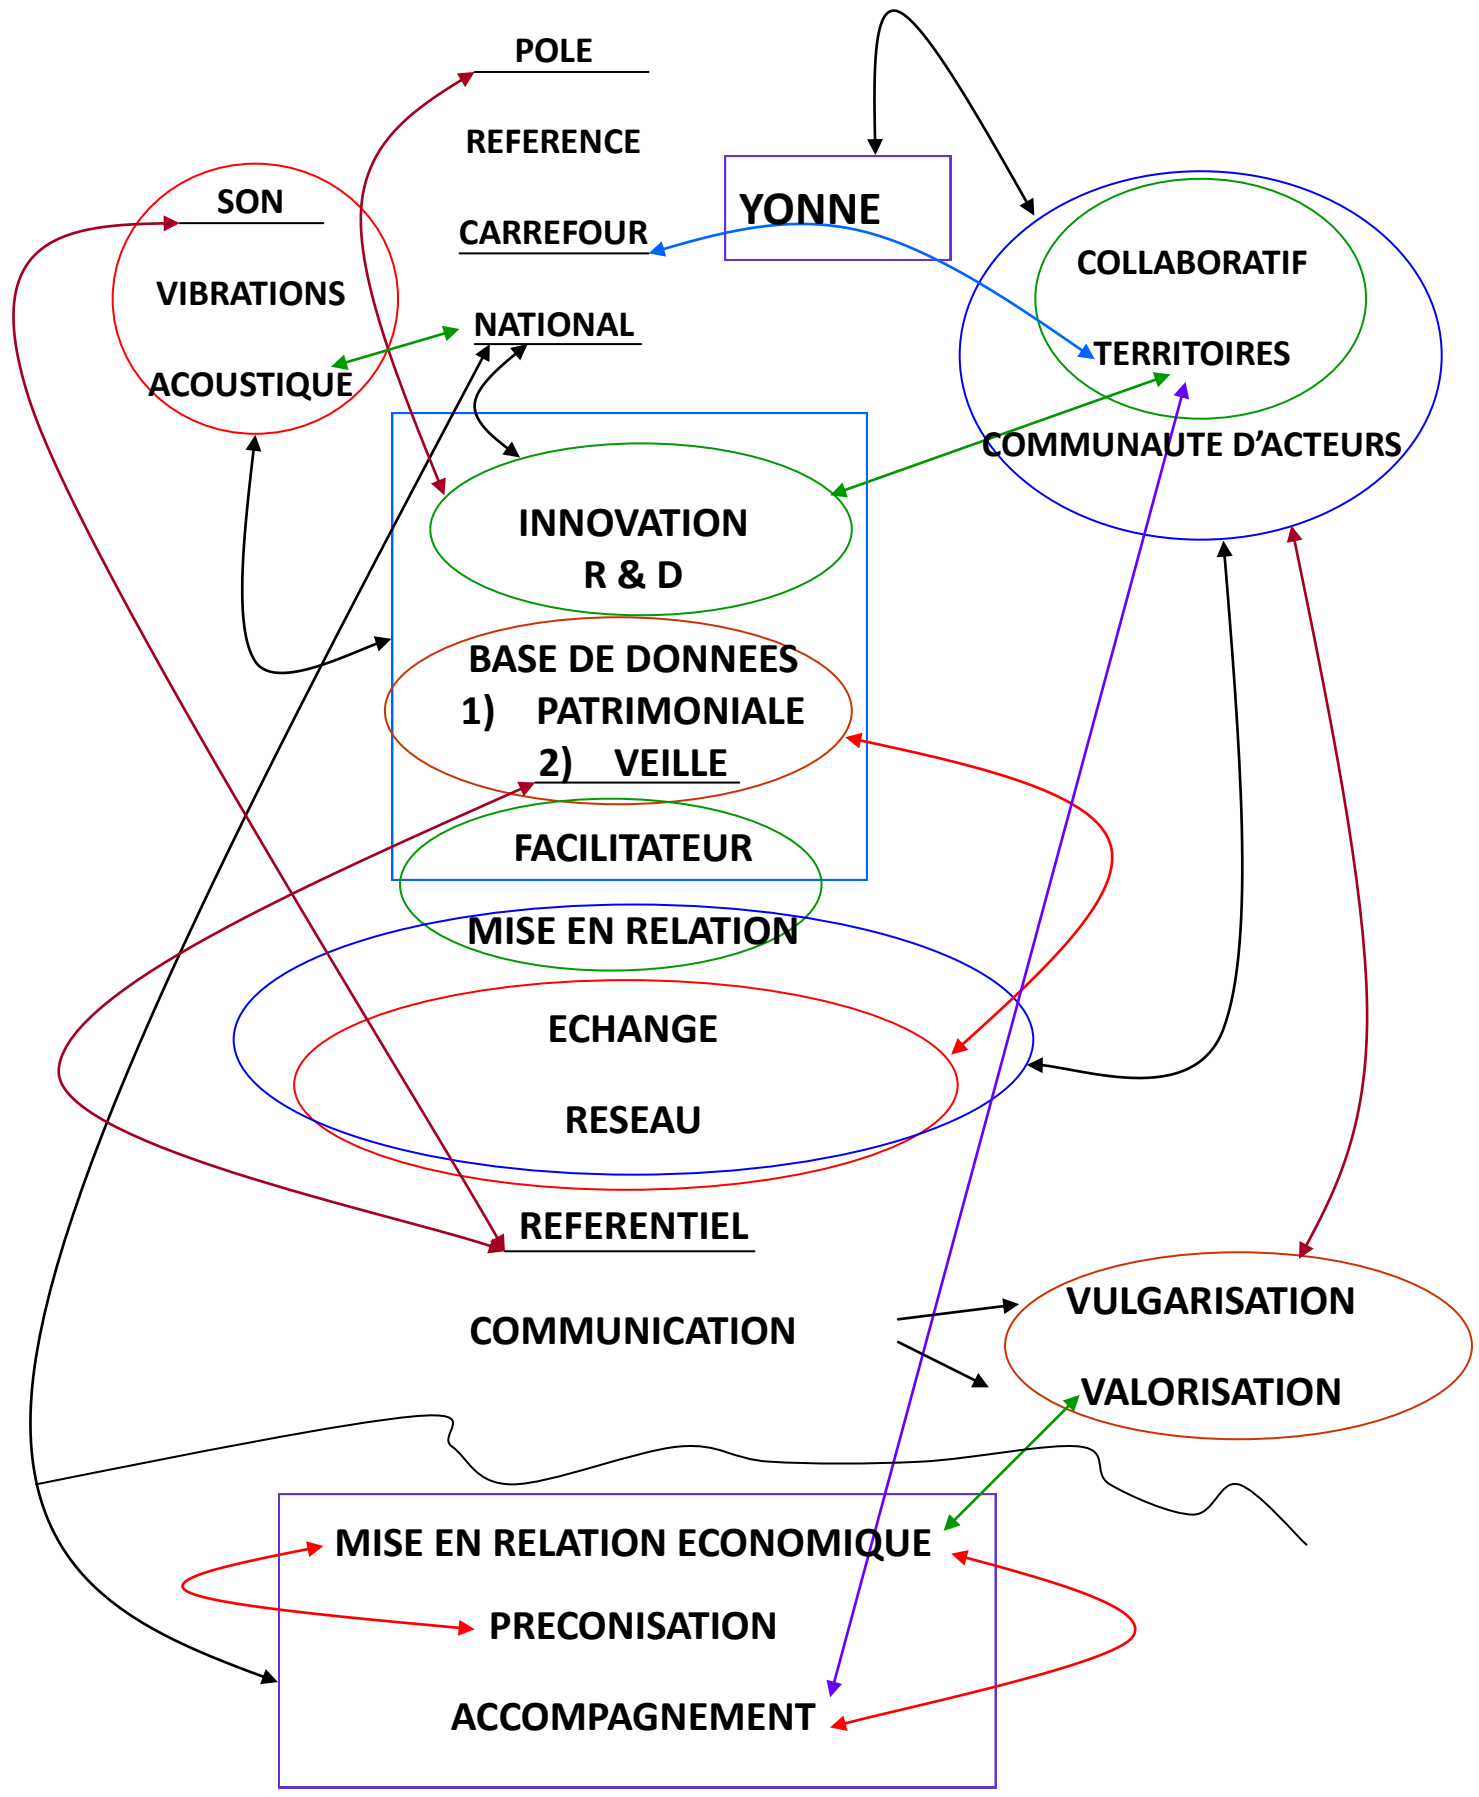 POLE
REFERENCE
SON
YONNE
CARREFOUR
COLLABORATIF
VIBRATIONS
NATIONAL
TERRITOIRES
ACOUSTIQUE
COMMUNAUTE D’ACTEURS
INNOVATION
R & D
BASE DE DONNEES
1) PATRIMONIALE
2) VEILLE
FACILITATEUR
MISE EN RELATION
ECHANGE
RESEAU
REFERENTIEL
VULGARISATION
COMMUNICATION
VALORISATION
MISE EN RELATION ECONOMIQUE
PRECONISATION
ACCOMPAGNEMENT